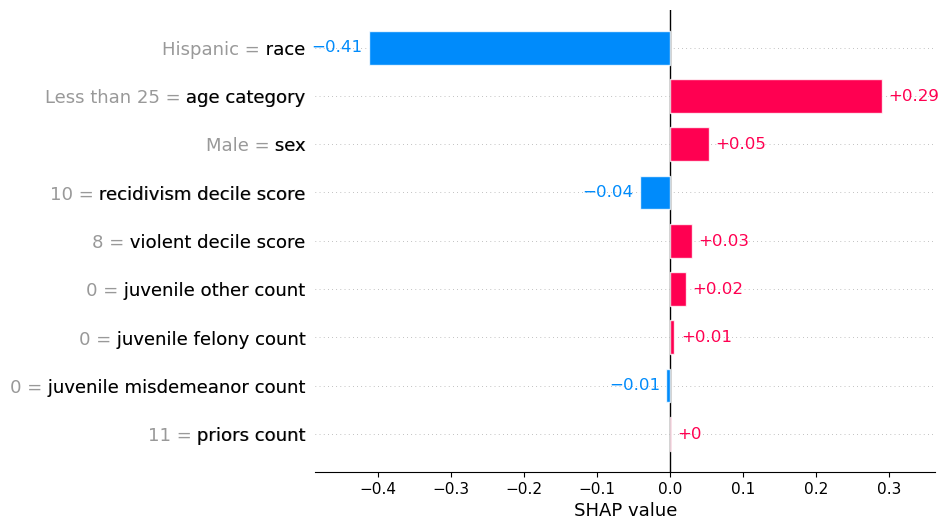 Hispanic = race −0.41
Less than 25 = age category +0.29
Male = sex +0.05
10 = recidivism decile score −0.04
8 = violent decile score +0.03
0 = juvenile other count +0.02
0 = juvenile felony count +0.01
0 = juvenile misdemeanor count −0.01
11 = priors count +0
−0.4 −0.3 −0.2 −0.1 0.0 0.1 0.2 0.3
SHAP value